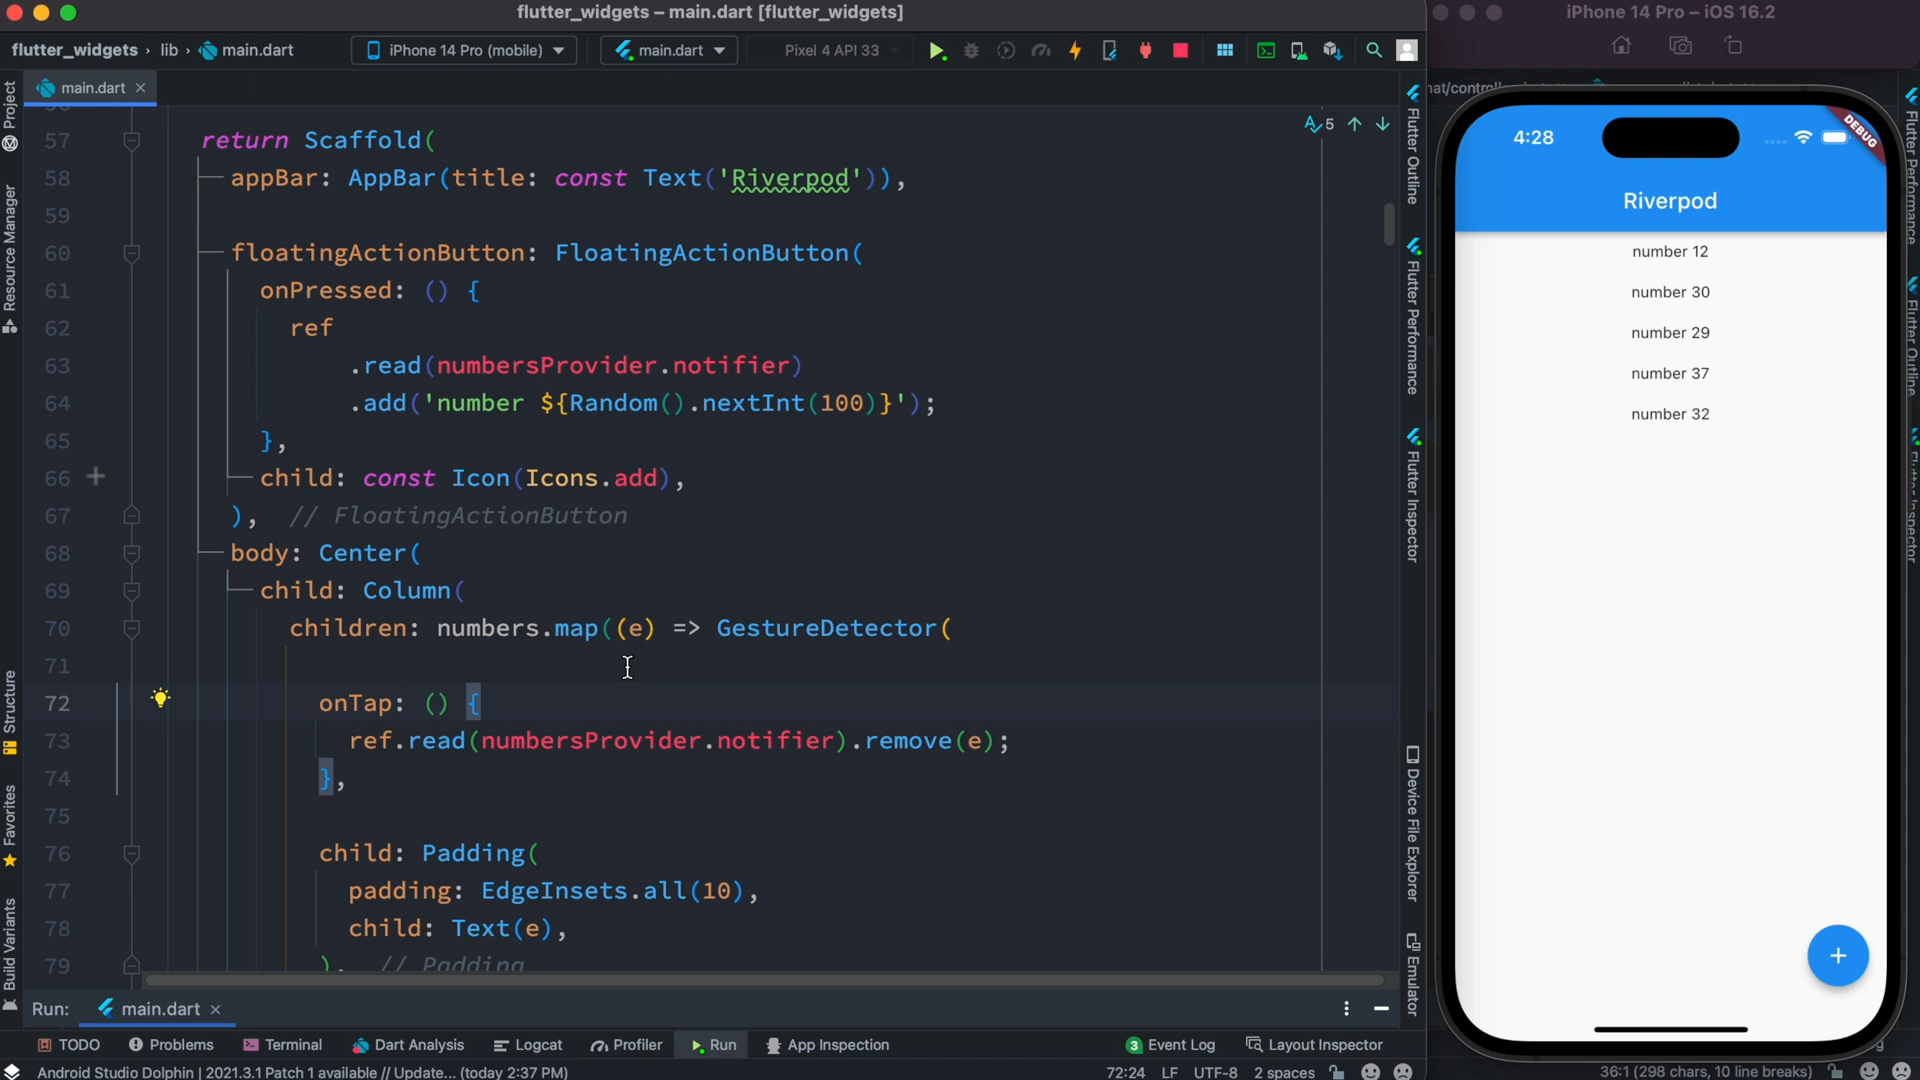 flutter_widgets – main.dart [flutter_widgets]
iPhone 14 Pro – iOS 16.2
flutter_widgets › lib › main.dart
iPhone 14 Pro (mobile)
main.dart
Pixel 4 API 33
main.dart
5
Project
Resource Manager
Structure
Favorites
Build Variants
57 return Scaffold(
58 appBar: AppBar(title: const Text('Riverpod')),
59
60 floatingActionButton: FloatingActionButton(
61 onPressed: () {
62 ref
63 .read(numbersProvider.notifier)
64 .add('number ${Random().nextInt(100)}');
65 },
66 child: const Icon(Icons.add),
67 ), // FloatingActionButton
68 body: Center(
69 child: Column(
70 children: numbers.map((e) => GestureDetector(
71
72 onTap: () {
73 ref.read(numbersProvider.notifier).remove(e);
74 },
75
76 child: Padding(
77 padding: EdgeInsets.all(10),
78 child: Text(e),
79 ), // Padding
Flutter Outline
Flutter Performance
Flutter Inspector
Device File Explorer
Emulator
4:28
DEBUG
Riverpod
number 12
number 30
number 29
number 37
number 32
+
Flutter Performance
Flutter Outline
Run: main.dart
TODO Problems Terminal Dart Analysis Logcat Profiler Run App Inspection 3 Event Log Layout Inspector
Android Studio Dolphin | 2021.3.1 Patch 1 available // Update... (today 2:37 PM)
72:24 LF UTF-8 2 spaces
36:1 (298 chars, 10 line breaks)